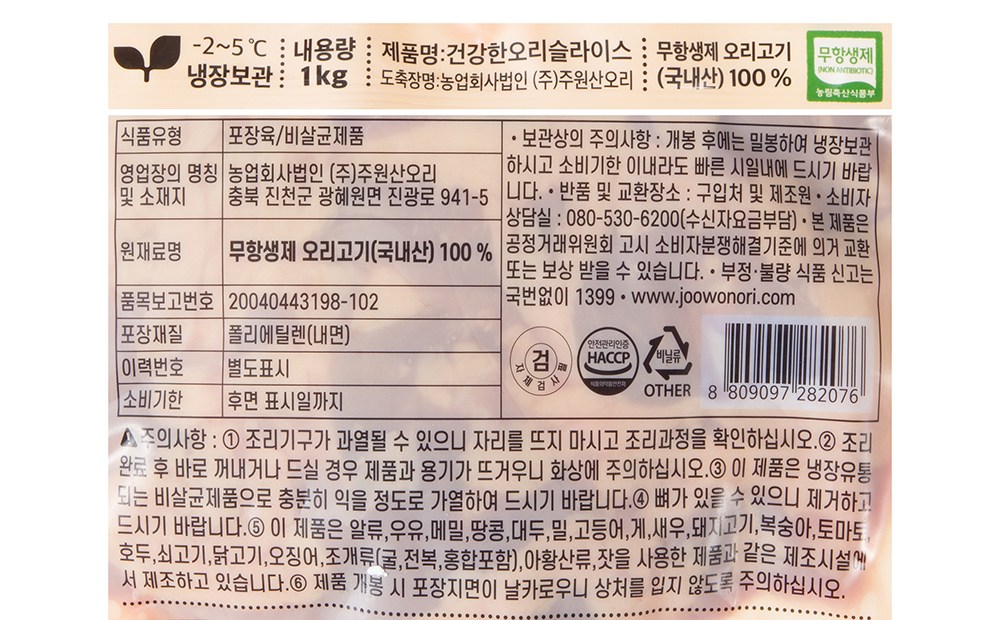 -2~5℃
냉장보관
내용량
1kg
제품명:건강한오리슬라이스
도축장명:농업회사법인 (주)주원산오리
무항생제 오리고기
(국내산) 100 %
무항생제
(NON ANTIBIOTIC)
농림축산식품부
식품유형 포장육/비살균제품
영업장의 명칭 및 소재지 농업회사법인 (주)주원산오리
충북 진천군 광혜원면 진광로 941-5
원재료명 무항생제 오리고기(국내산) 100 %
품목보고번호 20040443198-102
포장재질 폴리에틸렌(내면)
이력번호 별도표시
소비기한 후면 표시일까지
• 보관상의 주의사항 : 개봉 후에는 밀봉하여 냉장보관
하시고 소비기한 이내라도 빠른 시일내에 드시기 바랍
니다. • 반품 및 교환장소 : 구입처 및 제조원 • 소비자
상담실 : 080-530-6200(수신자요금부담) • 본 제품은
공정거래위원회 고시 소비자분쟁해결기준에 의거 교환
또는 보상 받을 수 있습니다. • 부정·불량 식품 신고는
국번없이 1399 • www.joowonori.com
검
자체검사필
안전관리인증
HACCP
식품의약품안전처
비닐류
OTHER
8 809097 282076
주의사항 : ① 조리기구가 과열될 수 있으니 자리를 뜨지 마시고 조리과정을 확인하십시오.② 조리
완료 후 바로 꺼내거나 드실 경우 제품과 용기가 뜨거우니 화상에 주의하십시오.③ 이 제품은 냉장유통
되는 비살균제품으로 충분히 익을 정도로 가열하여 드시기 바랍니다.④ 뼈가 있을 수 있으니 제거하고
드시기 바랍니다.⑤ 이 제품은 알류,우유,메밀,땅콩,대두,밀,고등어,게,새우,돼지고기,복숭아,토마토,
호두,쇠고기,닭고기,오징어,조개류(굴,전복,홍합포함),아황산류,잣을 사용한 제품과 같은 제조시설에
서 제조하고 있습니다.⑥ 제품 개봉 시 포장지면이 날카로우니 상처를 입지 않도록 주의하십시오.